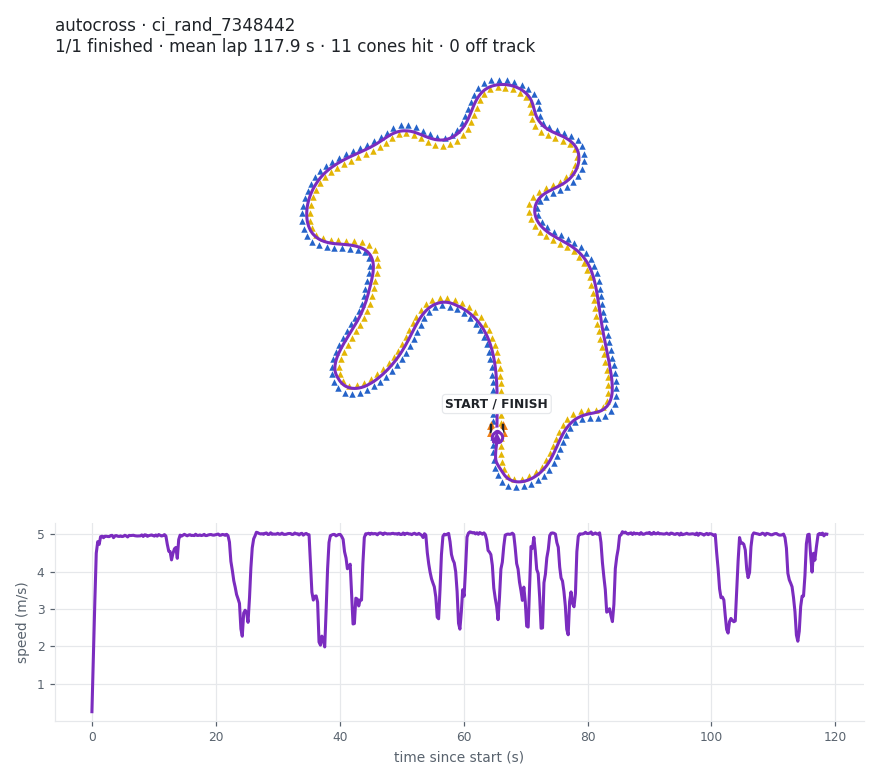 autocross · ci_rand_7348442
1/1 finished · mean lap 117.9 s · 11 cones hit · 0 off track
START / FINISH
5
4
3
2
1
speed (m/s)
0 20 40 60 80 100 120
time since start (s)